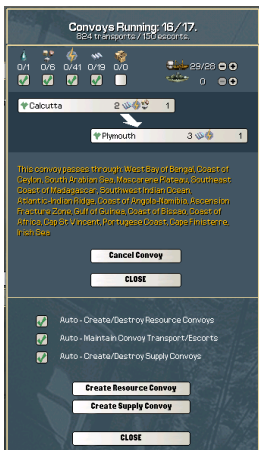 Convoys Running: 16/17.
824 transports / 150 escorts.
0/1 0/6 0/41 0/19 0/0
29/29
0
Calcutta 2 1
Plymouth 3 1
This convoy passes through: West Bay of Bengal, Coast of
Ceylon, South Arabian Sea, Mascarene Plateau, Southeast
Coast of Madagascar, Southwest Indian Ocean,
Atlantic-Indian Ridge, Coast of Angola-Namibia, Ascension
Fracture Zone, Gulf of Guinea, Coast of Bissao, Coast of
Africa, Cap St Vincent, Portugese Coast, Cape Finisterre,
Irish Sea
Cancel Convoy
CLOSE
Auto - Create/Destroy Resource Convoys
Auto - Maintain Convoy Transport/Escorts
Auto - Create/Destroy Supply Convoys
Create Resource Convoy
Create Supply Convoy
CLOSE